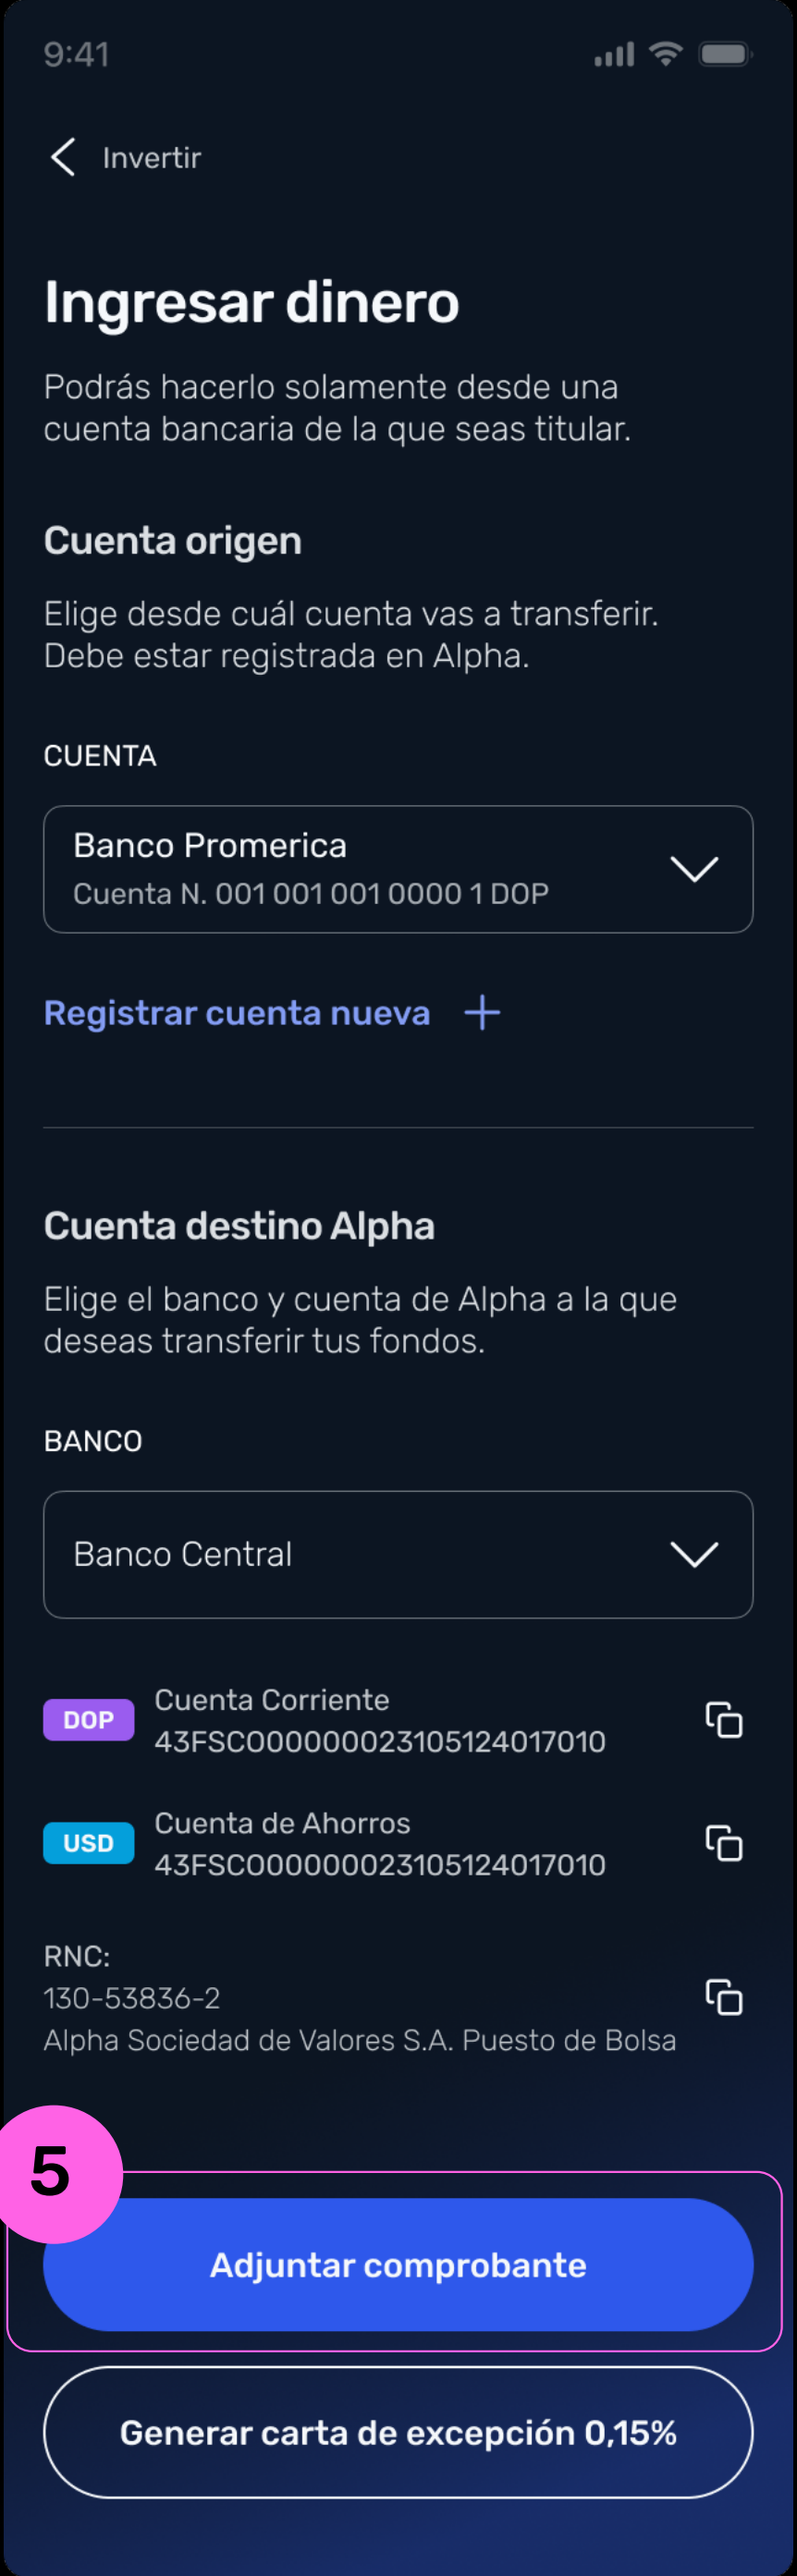 9:41
Invertir
Ingresar dinero
Podrás hacerlo solamente desde una
cuenta bancaria de la que seas titular.
Cuenta origen
Elige desde cuál cuenta vas a transferir.
Debe estar registrada en Alpha.
CUENTA
Banco Promerica
Cuenta N. 001 001 001 0000 1 DOP
Registrar cuenta nueva
Cuenta destino Alpha
Elige el banco y cuenta de Alpha a la que
deseas transferir tus fondos.
BANCO
Banco Central
DOP
Cuenta Corriente
43FSCO000000023105124017010
USD
Cuenta de Ahorros
43FSCO000000023105124017010
RNC:
130-53836-2
Alpha Sociedad de Valores S.A. Puesto de Bolsa
5
Adjuntar comprobante
Generar carta de excepción 0,15%